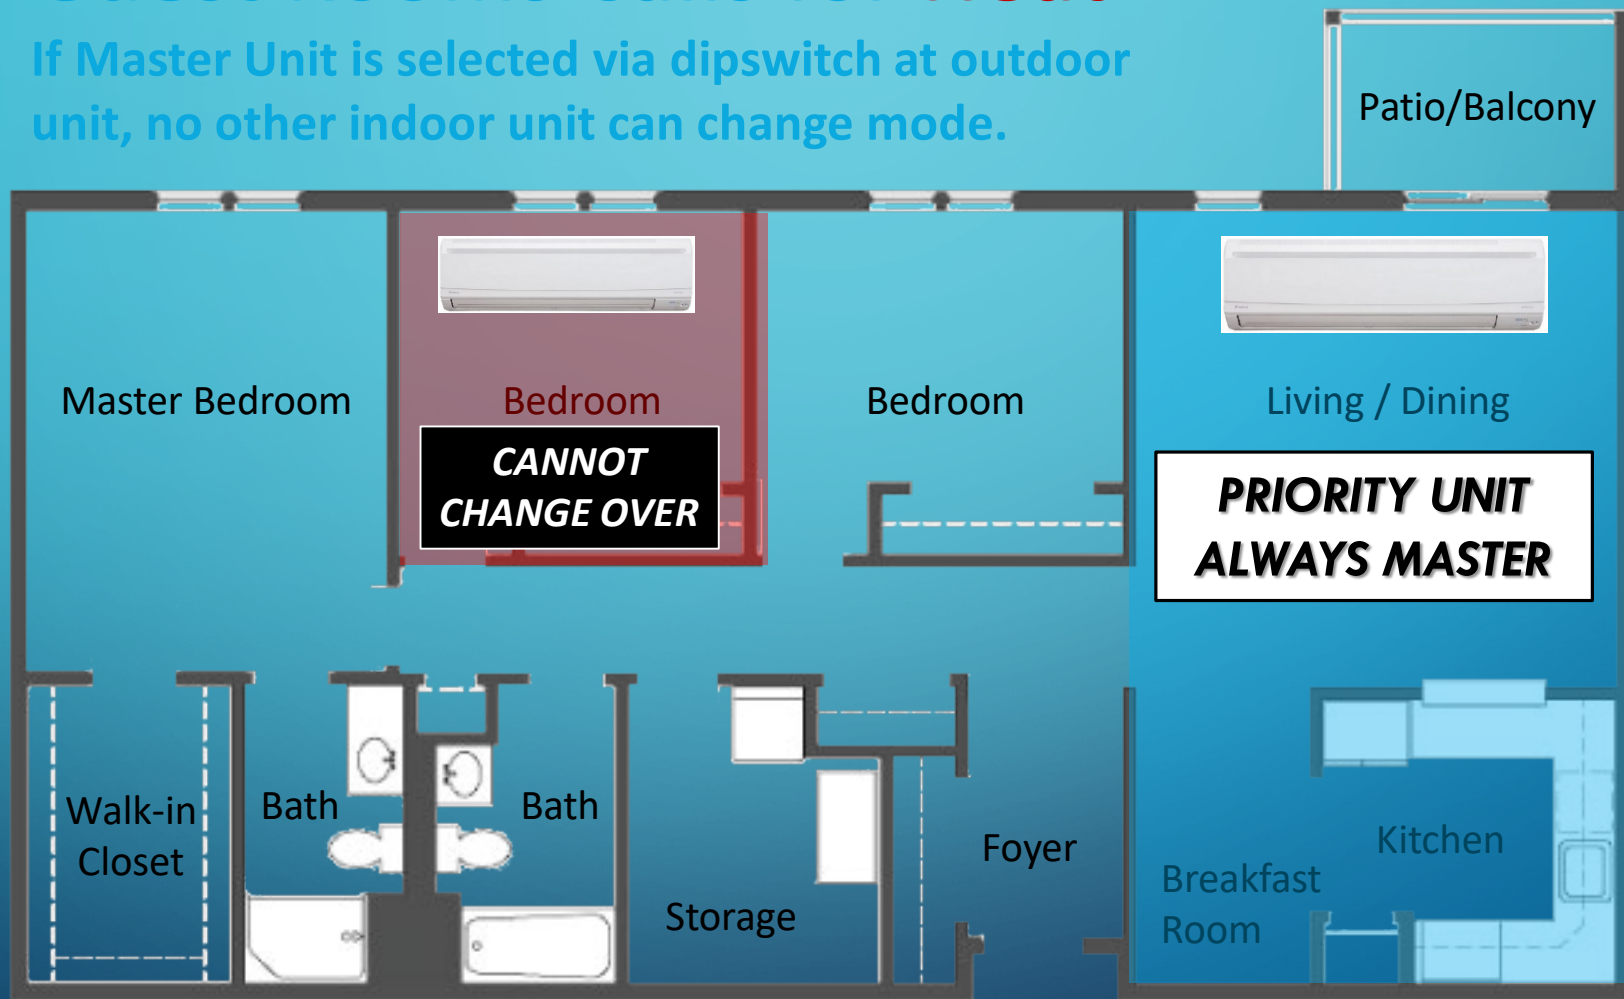 If Master Unit is selected via dipswitch at outdoor
unit, no other indoor unit can change mode.
Patio/Balcony
Master Bedroom
Bedroom
Bedroom
Living / Dining
CANNOT
CHANGE OVER
PRIORITY UNIT
ALWAYS MASTER
Walk-in
Closet
Bath
Bath
Storage
Foyer
Breakfast
Room
Kitchen